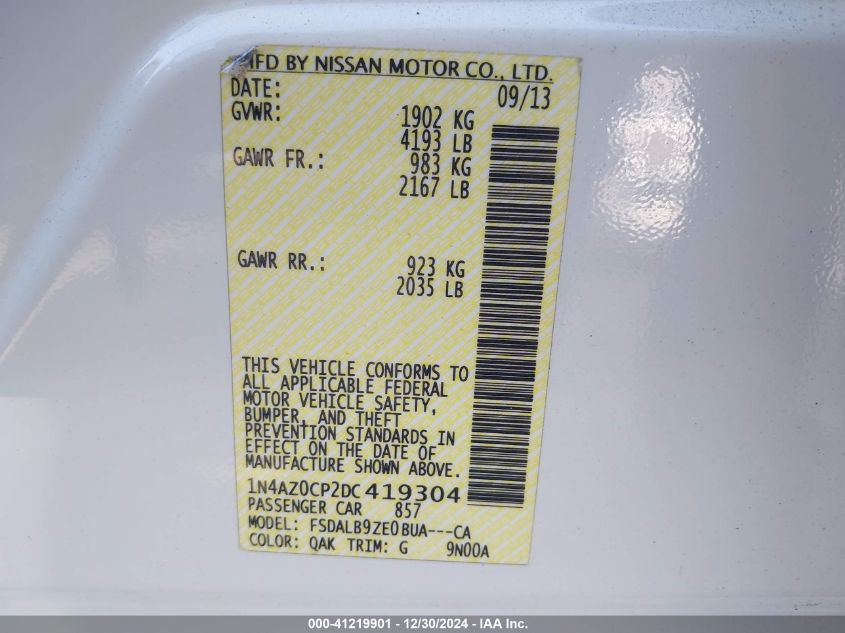 MFD BY NISSAN MOTOR CO., LTD.
DATE: 09/13
GVWR: 1902 KG
4193 LB
GAWR FR.: 983 KG
2167 LB
GAWR RR.: 923 KG
2035 LB
THIS VEHICLE CONFORMS TO
ALL APPLICABLE FEDERAL
MOTOR VEHICLE SAFETY,
BUMPER, AND THEFT
PREVENTION STANDARDS IN
EFFECT ON THE DATE OF
MANUFACTURE SHOWN ABOVE.
1N4AZ0CP2DC419304
PASSENGER CAR 857
MODEL: FSDALB9ZE0BUA---CA
COLOR: QAK TRIM: G 9N00A
000-41219901 - 12/30/2024 - IAA Inc.